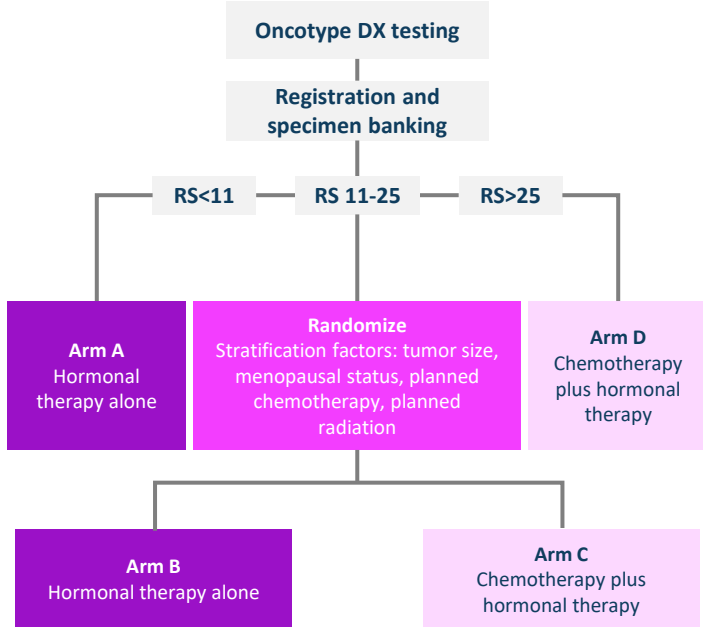 Oncotype DX testing
Registration and
specimen banking
RS<11
RS 11-25
RS>25
Arm A
Hormonal
therapy alone
Randomize
Stratification factors: tumor size,
menopausal status, planned
chemotherapy, planned
radiation
Arm D
Chemotherapy
plus hormonal
therapy
Arm B
Hormonal therapy alone
Arm C
Chemotherapy plus
hormonal therapy